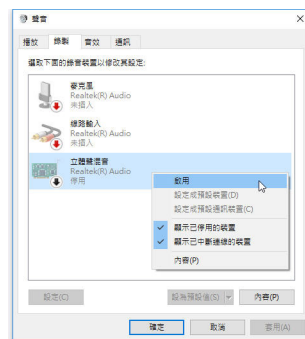 聲音
播放
錄製
音效
通訊
選取下面的錄音裝置以修改其設定:
麥克風
Realtek(R) Audio
未插入
線路輸入
Realtek(R) Audio
未插入
立體聲混音
Realtek(R) Audio
停用
啟用
設定成預設裝置(D)
設定成預設通訊裝置(C)
顯示已停用的裝置
顯示已中斷連線的裝置
內容(P)
設定(C)
設為預設值(S)
內容(P)
確定
取消
套用(A)